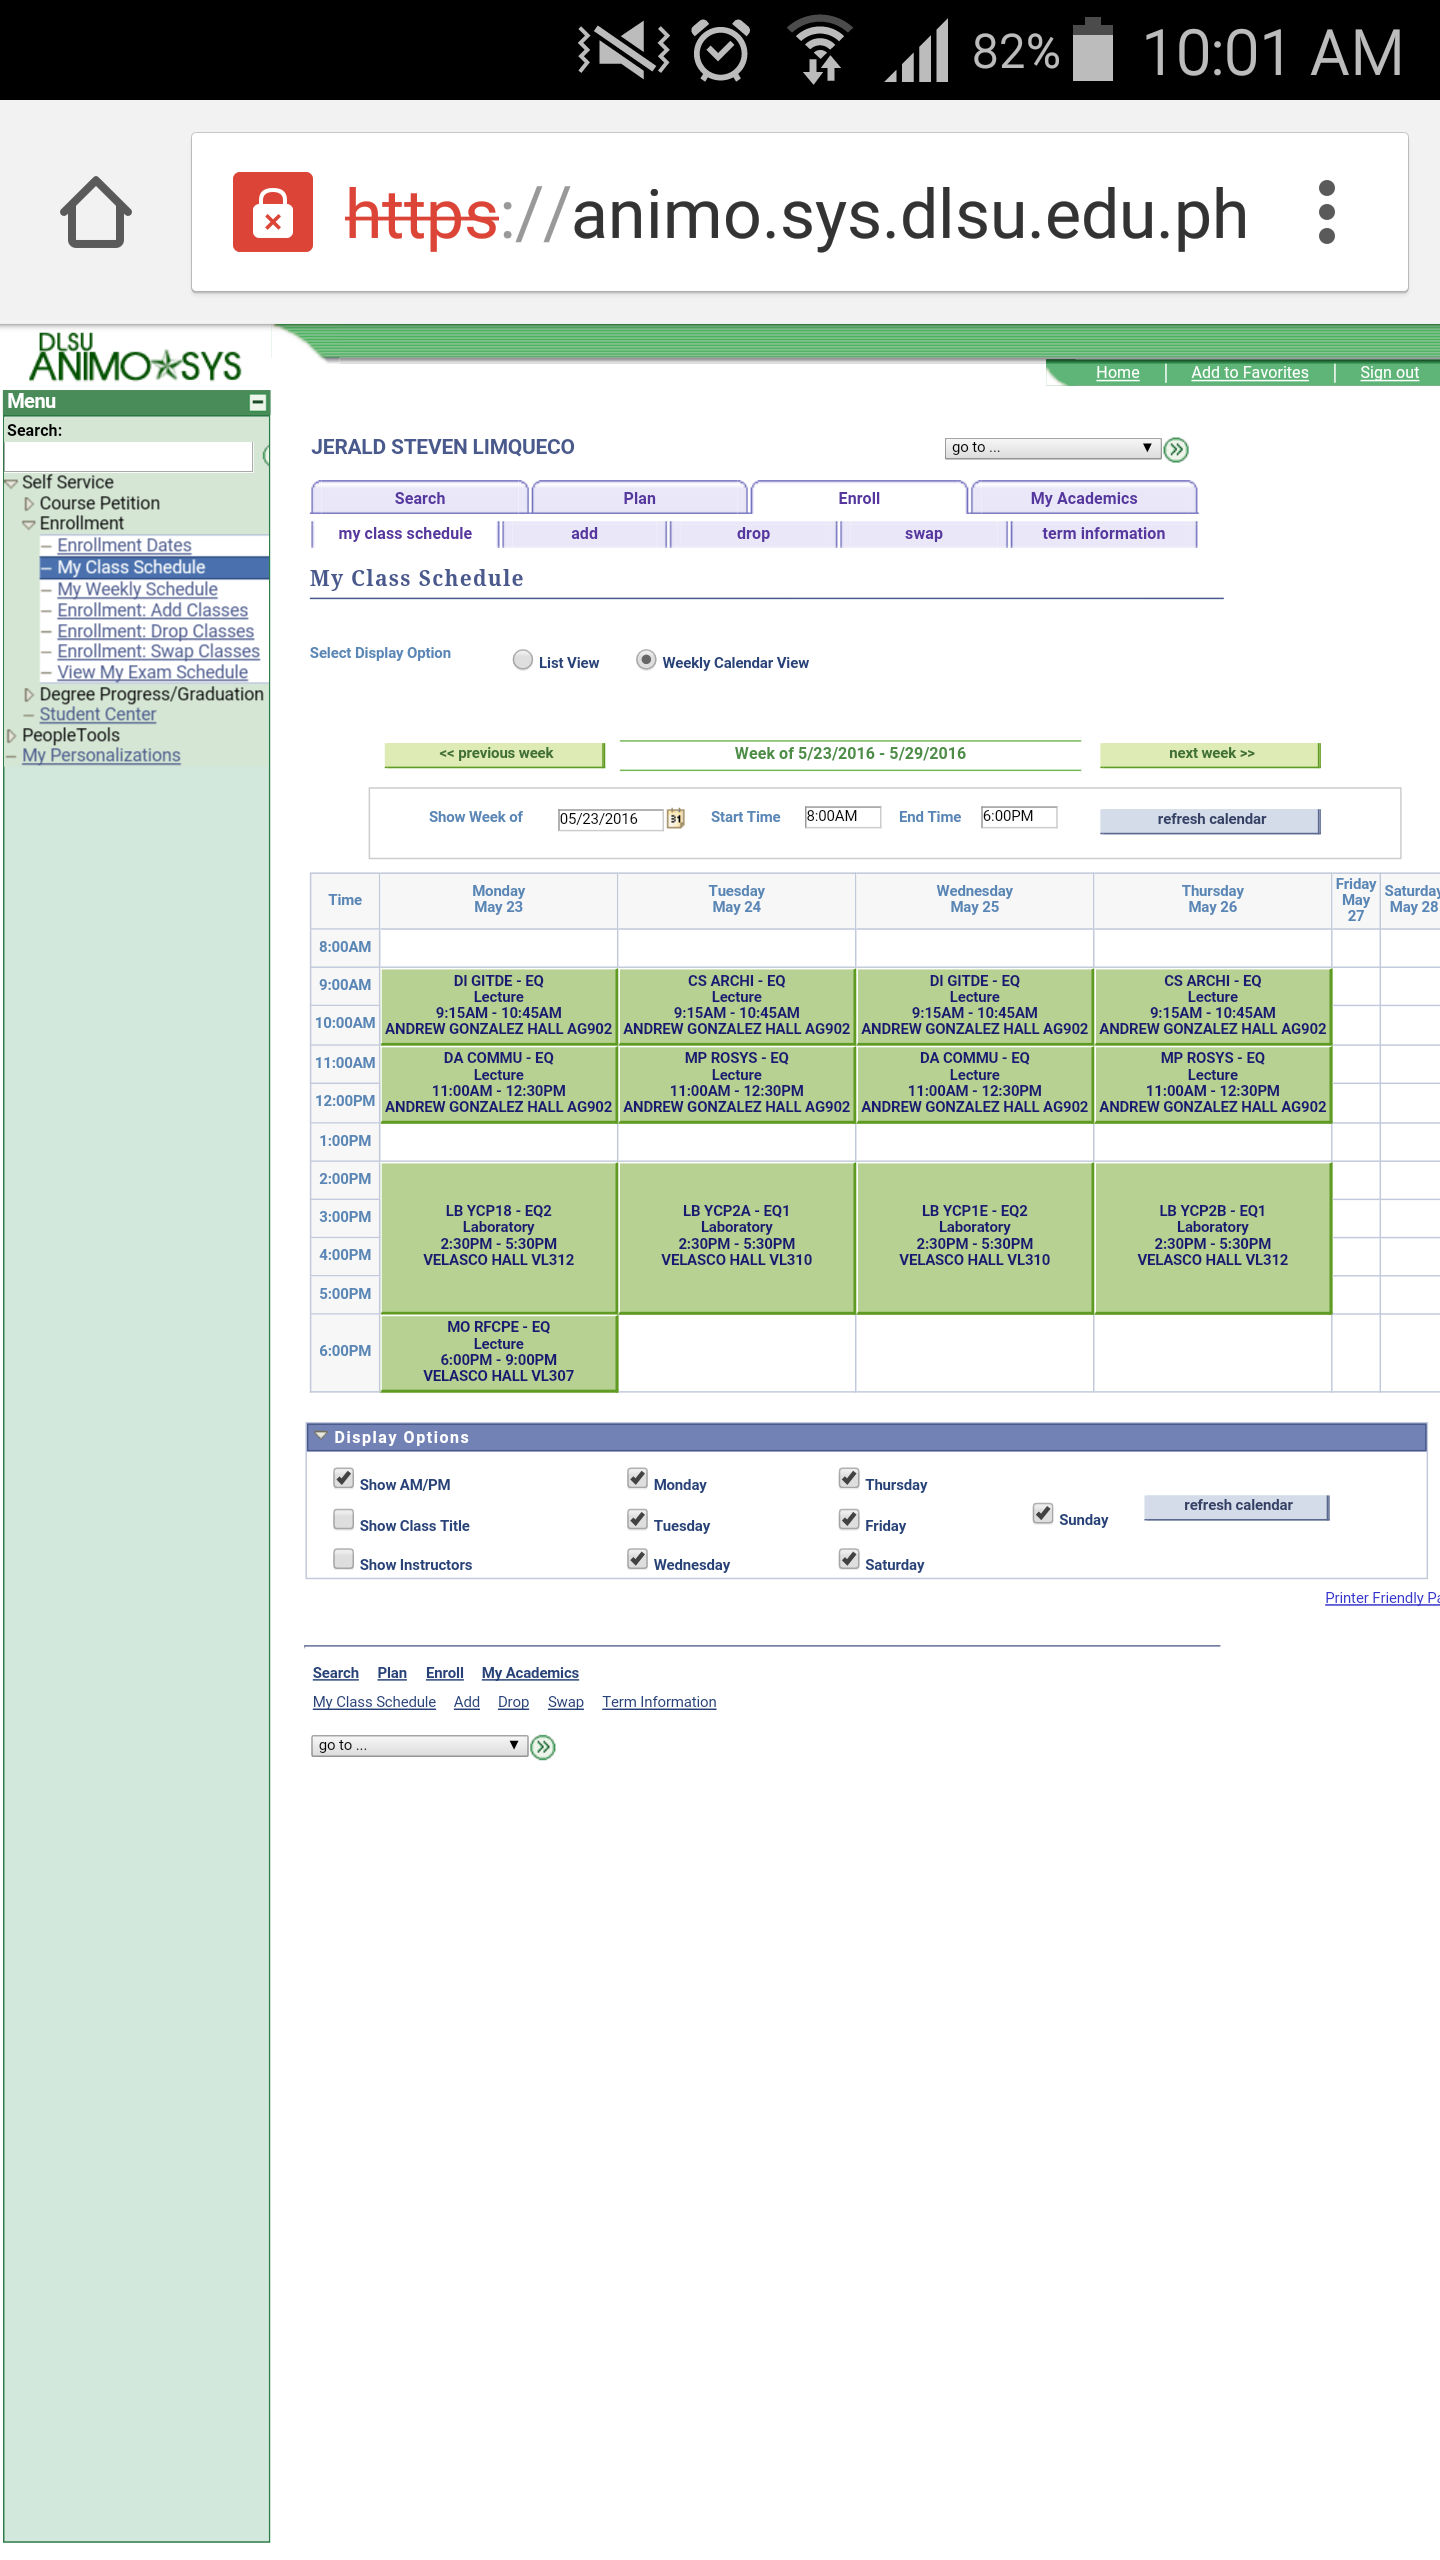 82% 10:01 AM
https://animo.sys.dlsu.edu.ph
DLSU
ANIMO SYS
Home | Add to Favorites | Sign out
Menu
Search:
Self Service
Course Petition
Enrollment
Enrollment Dates
My Class Schedule
My Weekly Schedule
Enrollment: Add Classes
Enrollment: Drop Classes
Enrollment: Swap Classes
View My Exam Schedule
Degree Progress/Graduation
Student Center
PeopleTools
My Personalizations
JERALD STEVEN LIMQUECO go to ...
Search Plan Enroll My Academics
my class schedule add drop swap term information
My Class Schedule
Select Display Option List View Weekly Calendar View
<< previous week Week of 5/23/2016 - 5/29/2016 next week >>
Show Week of 05/23/2016 31 Start Time 8:00AM End Time 6:00PM refresh calendar
Time Monday Tuesday Wednesday Thursday Friday Saturday
May 23 May 24 May 25 May 26 May 27 May 28
8:00AM
9:00AM
10:00AM
DI GITDE - EQ CS ARCHI - EQ DI GITDE - EQ CS ARCHI - EQ
Lecture Lecture Lecture Lecture
9:15AM - 10:45AM 9:15AM - 10:45AM 9:15AM - 10:45AM 9:15AM - 10:45AM
ANDREW GONZALEZ HALL AG902 ANDREW GONZALEZ HALL AG902 ANDREW GONZALEZ HALL AG902 ANDREW GONZALEZ HALL AG902
11:00AM
12:00PM
DA COMMU - EQ MP ROSYS - EQ DA COMMU - EQ MP ROSYS - EQ
Lecture Lecture Lecture Lecture
11:00AM - 12:30PM 11:00AM - 12:30PM 11:00AM - 12:30PM 11:00AM - 12:30PM
ANDREW GONZALEZ HALL AG902 ANDREW GONZALEZ HALL AG902 ANDREW GONZALEZ HALL AG902 ANDREW GONZALEZ HALL AG902
1:00PM
2:00PM
3:00PM
4:00PM
5:00PM
LB YCP18 - EQ2 LB YCP2A - EQ1 LB YCP1E - EQ2 LB YCP2B - EQ1
Laboratory Laboratory Laboratory Laboratory
2:30PM - 5:30PM 2:30PM - 5:30PM 2:30PM - 5:30PM 2:30PM - 5:30PM
VELASCO HALL VL312 VELASCO HALL VL310 VELASCO HALL VL310 VELASCO HALL VL312
6:00PM
MO RFCPE - EQ
Lecture
6:00PM - 9:00PM
VELASCO HALL VL307
Display Options
Show AM/PM Monday Thursday
Show Class Title Tuesday Friday Sunday refresh calendar
Show Instructors Wednesday Saturday
Printer Friendly Pa
Search Plan Enroll My Academics
My Class Schedule Add Drop Swap Term Information
go to ...